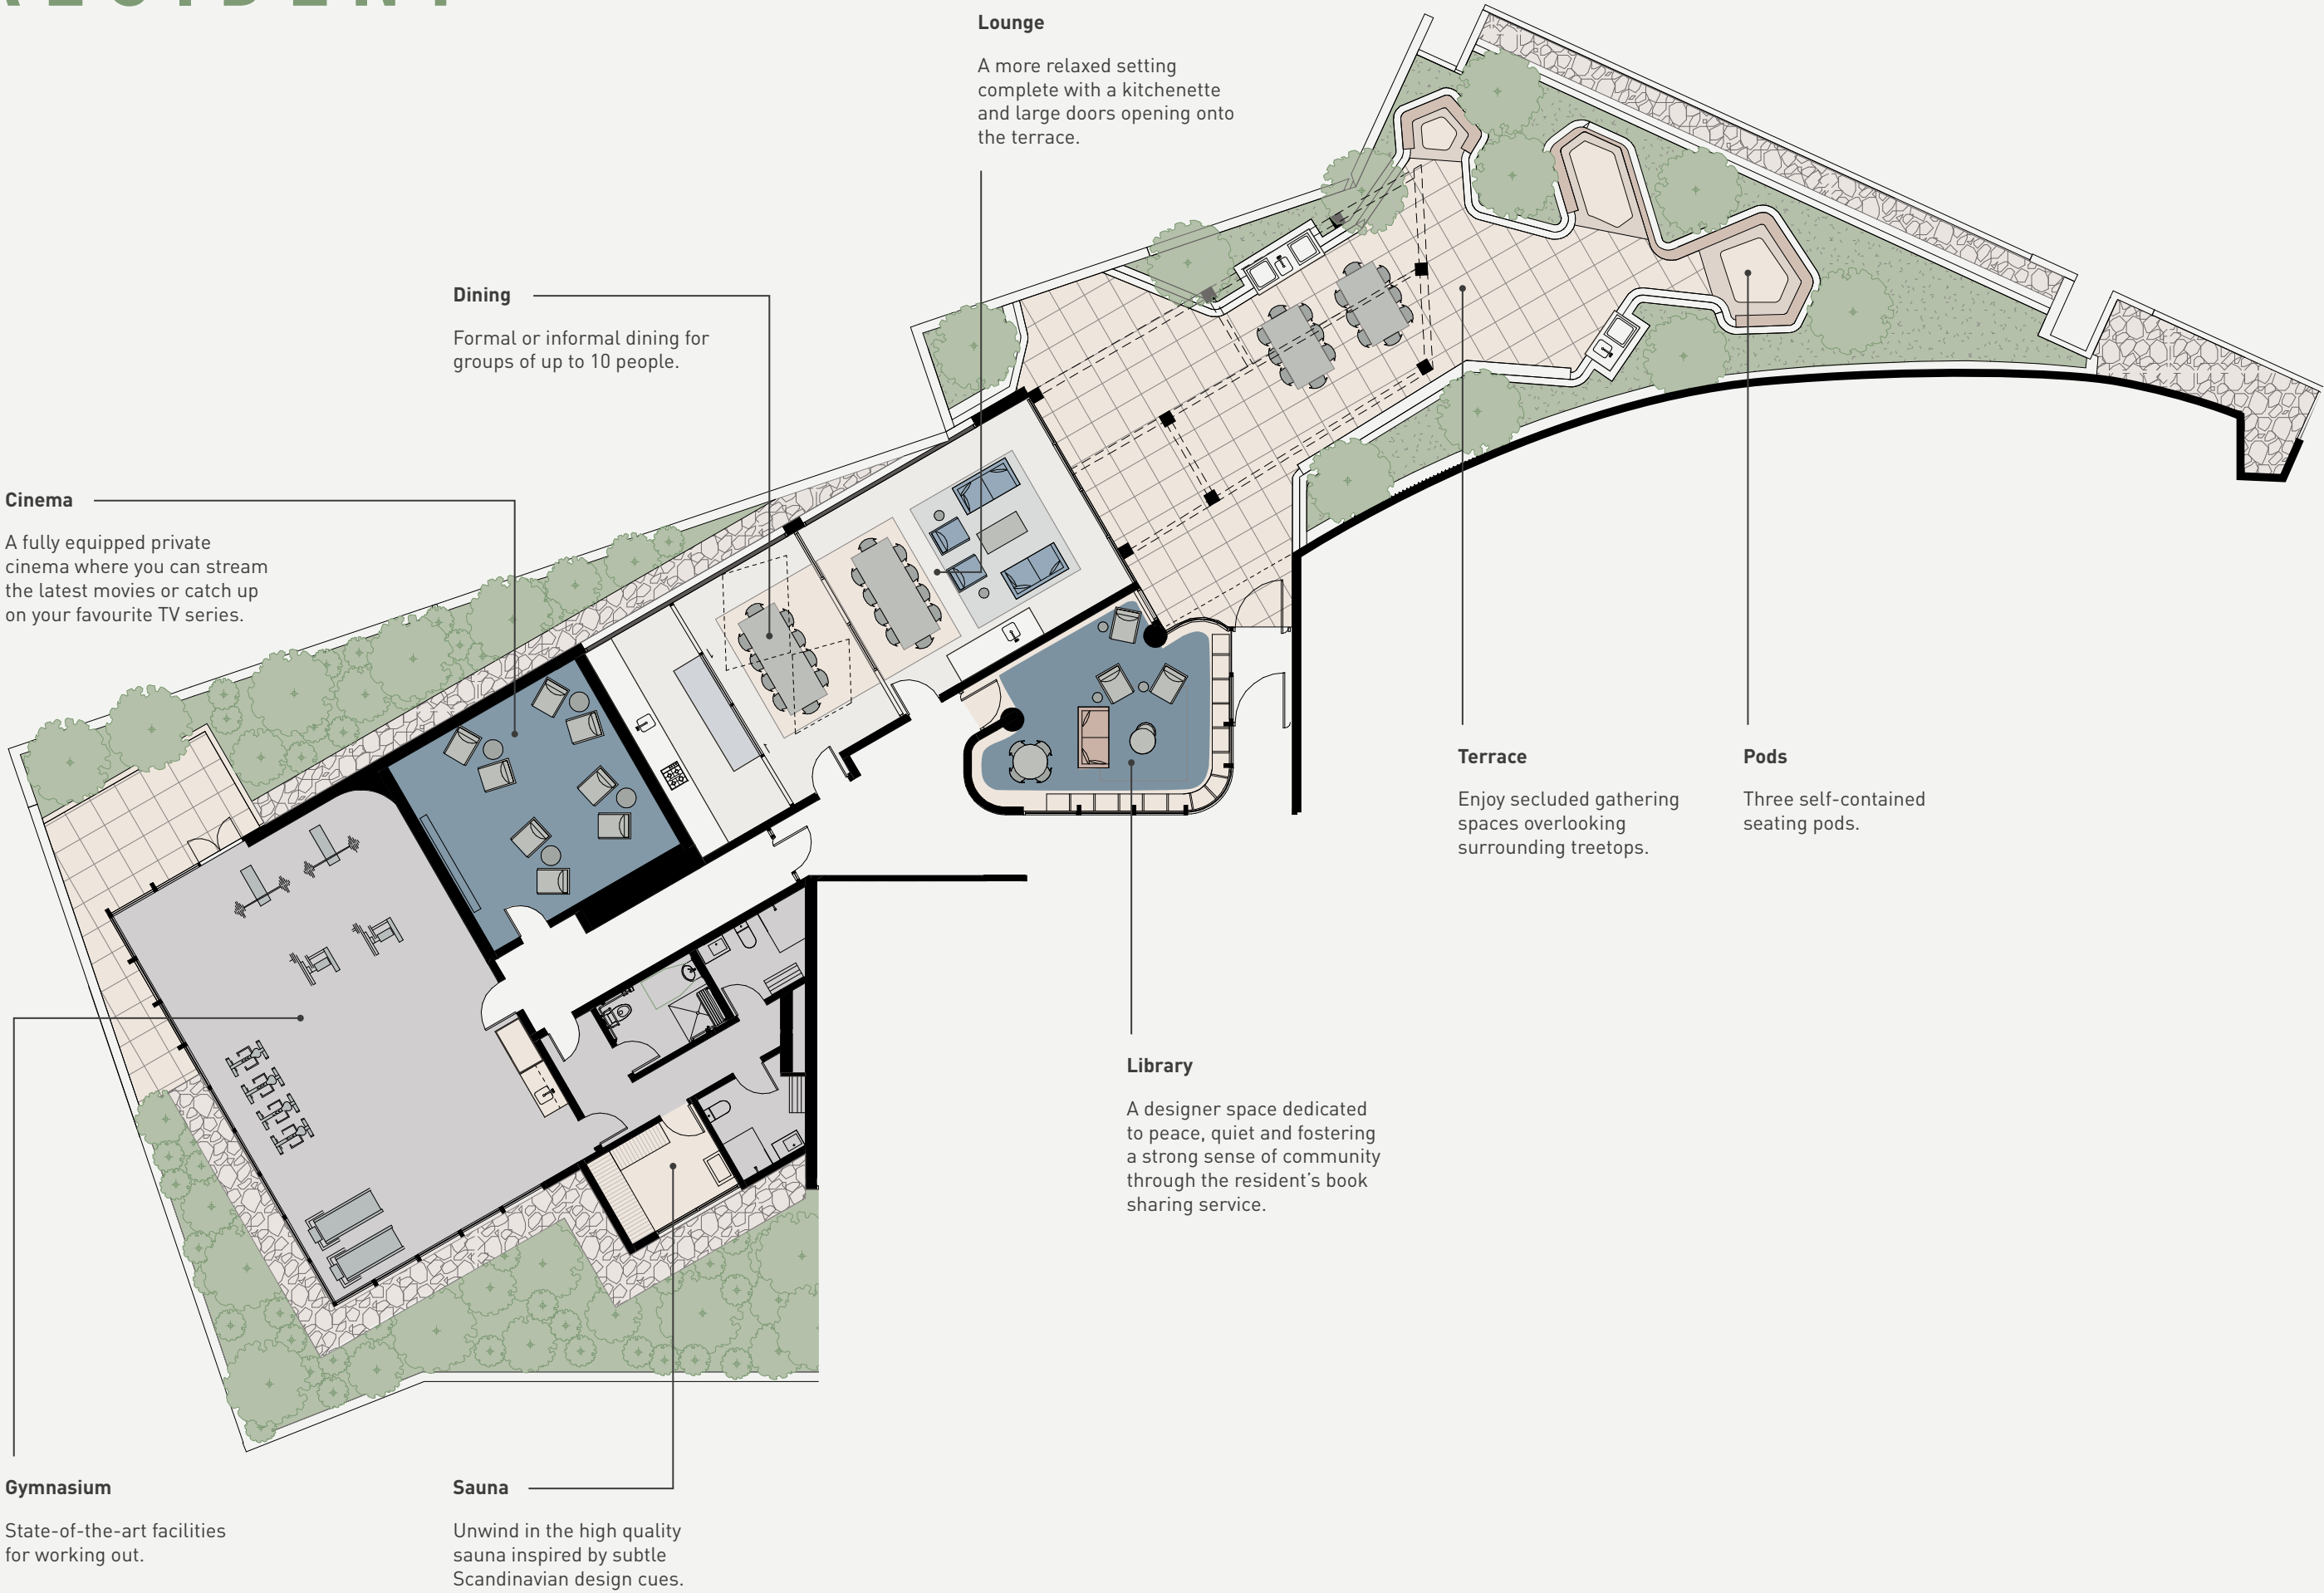 RESIDENT
Lounge
A more relaxed setting
complete with a kitchenette
and large doors opening onto
the terrace.
Dining
Formal or informal dining for
groups of up to 10 people.
Cinema
A fully equipped private
cinema where you can stream
the latest movies or catch up
on your favourite TV series.
Terrace
Enjoy secluded gathering
spaces overlooking
surrounding treetops.
Pods
Three self-contained
seating pods.
Library
A designer space dedicated
to peace, quiet and fostering
a strong sense of community
through the resident's book
sharing service.
Gymnasium
State-of-the-art facilities
for working out.
Sauna
Unwind in the high quality
sauna inspired by subtle
Scandinavian design cues.